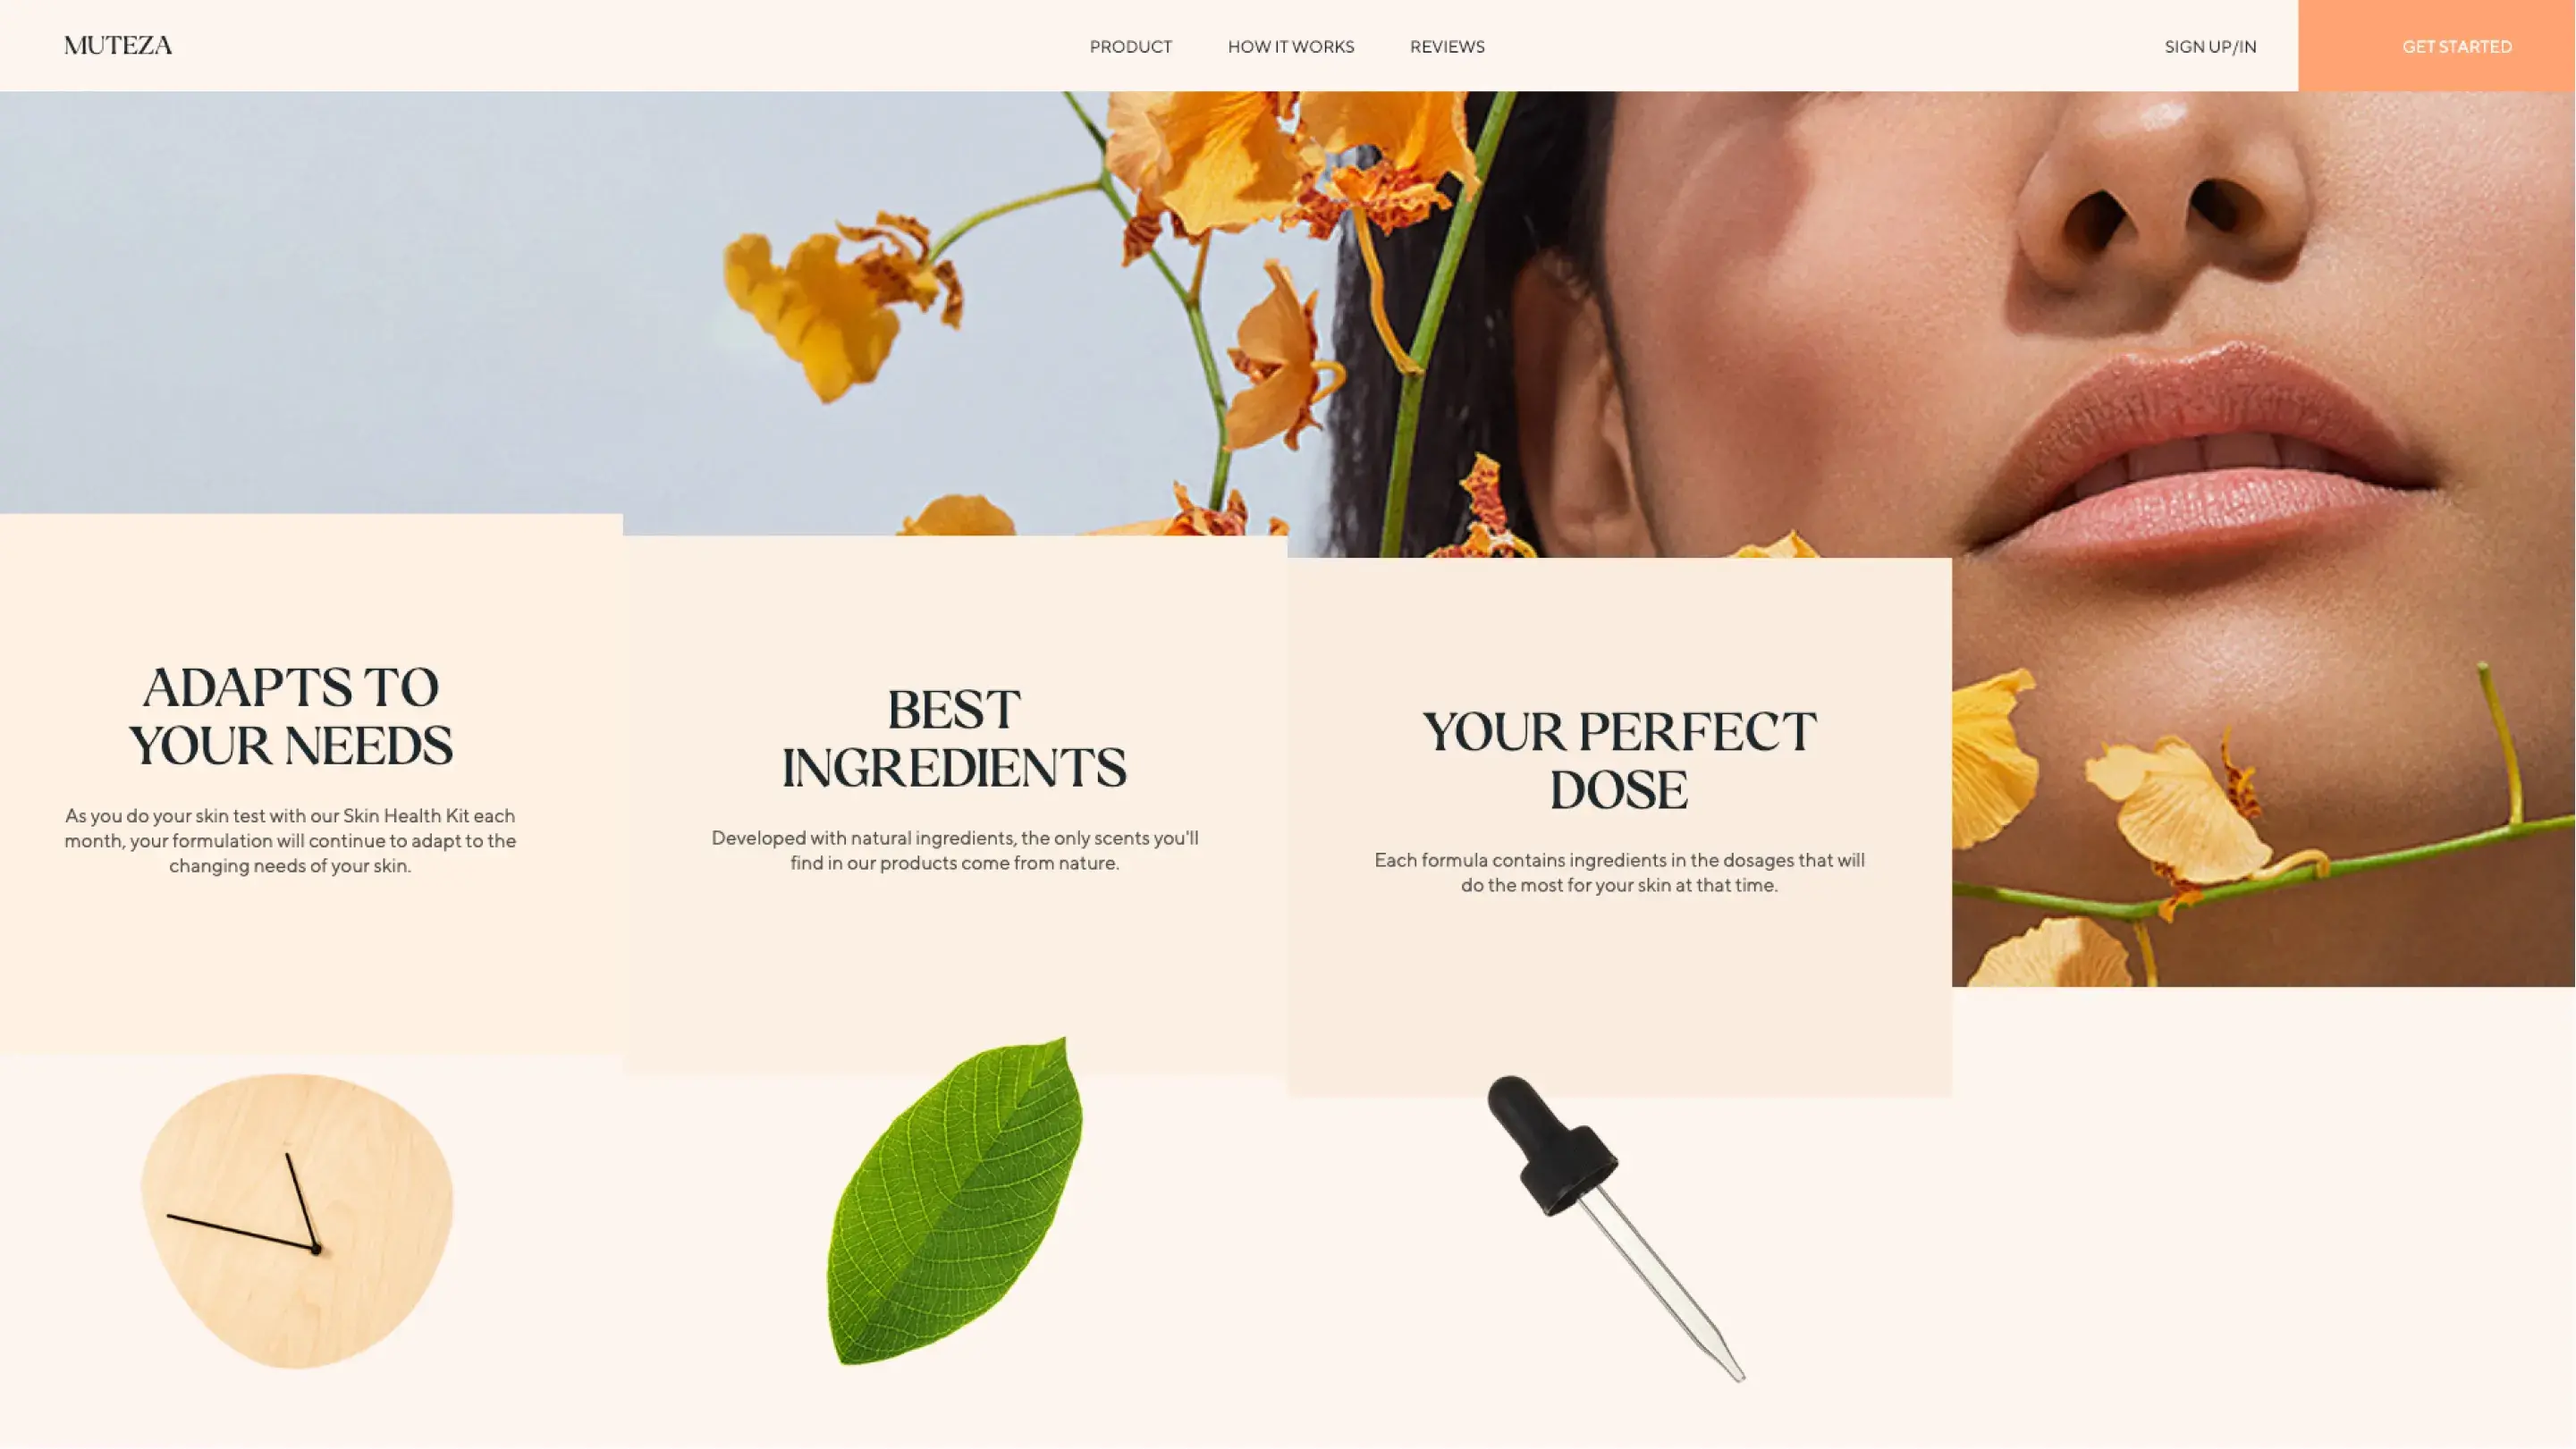 MUTEZA
PRODUCT
HOW IT WORKS
REVIEWS
SIGN UP/IN
GET STARTED
ADAPTS TO
YOUR NEEDS
As you do your skin test with our Skin Health Kit each
month, your formulation will continue to adapt to the
changing needs of your skin.
BEST
INGREDIENTS
Developed with natural ingredients, the only scents you'll
find in our products come from nature.
YOUR PERFECT
DOSE
Each formula contains ingredients in the dosages that will
do the most for your skin at that time.